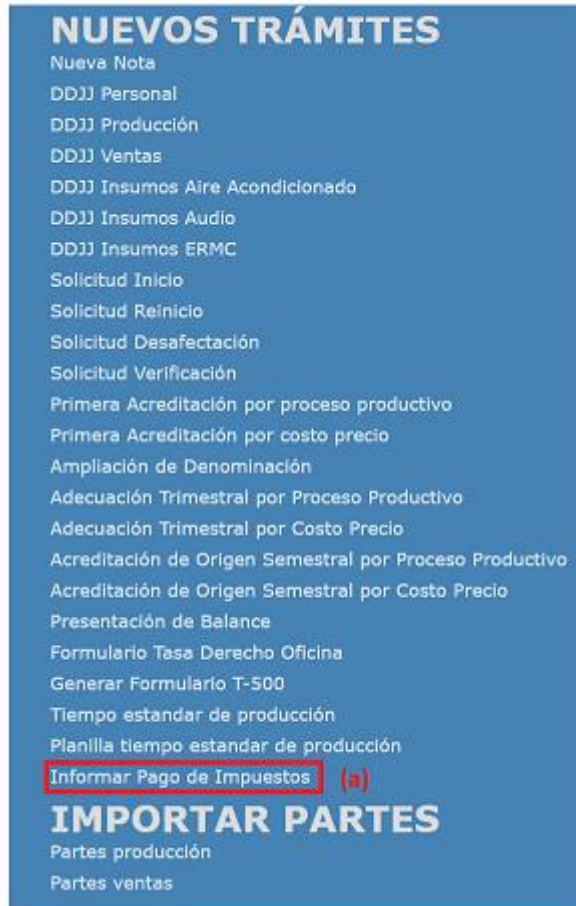 NUEVOS TRÁMITES
Nueva Nota
DDJJ Personal
DDJJ Producción
DDJJ Ventas
DDJJ Insumos Aire Acondicionado
DDJJ Insumos Audio
DDJJ Insumos ERMC
Solicitud Inicio
Solicitud Reinicio
Solicitud Desafectación
Solicitud Verificación
Primera Acreditación por proceso productivo
Primera Acreditación por costo precio
Ampliación de Denominación
Adecuación Trimestral por Proceso Productivo
Adecuación Trimestral por Costo Precio
Acreditación de Origen Semestral por Proceso Productivo
Acreditación de Origen Semestral por Costo Precio
Presentación de Balance
Formulario Tasa Derecho Oficina
Generar Formulario T-500
Tiempo estandar de producción
Planilla tiempo estandar de producción
Informar Pago de Impuestos (a)
IMPORTAR PARTES
Partes producción
Partes ventas